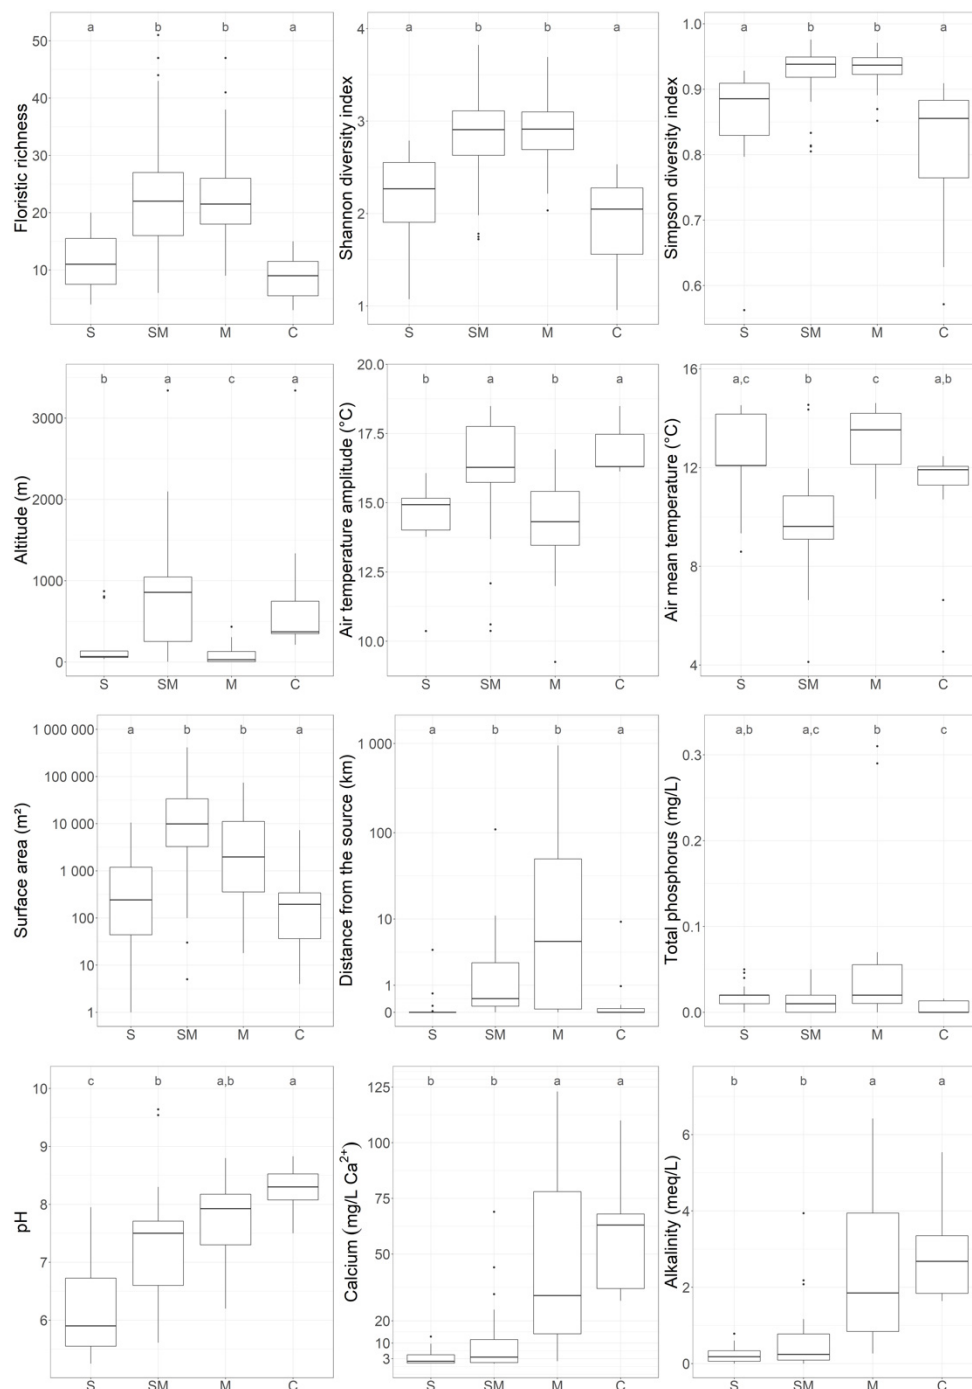 a b b a
50
40
30
20
10
Floristic richness
S SM M C
a b b a
4
3
2
1
Shannon diversity index
S SM M C
a b b a
1.0
0.9
0.8
0.7
0.6
Simpson diversity index
S SM M C
b a c a
3000
2000
1000
0
Altitude (m)
S SM M C
20.0
b a b a
17.5
15.0
12.5
10.0
Air temperature amplitude (°C)
S SM M C
16
a,c b c a,b
12
8
4
Air mean temperature (°C)
S SM M C
1 000 000
a b b a
100 000
10 000
1 000
100
10
1
Surface area (m²)
S SM M C
a b b a
1 000
100
10
1
0
Distance from the source (km)
S SM M C
a,b a,c b c
0.3
0.2
0.1
0.0
Total phosphorus (mg/L)
S SM M C
10
c b a,b a
9
8
7
6
pH
S SM M C
125
b b a a
100
75
50
20
10
3
Calcium (mg/L Ca²⁺)
S SM M C
b b a a
6
4
2
0
Alkalinity (meq/L)
S SM M C